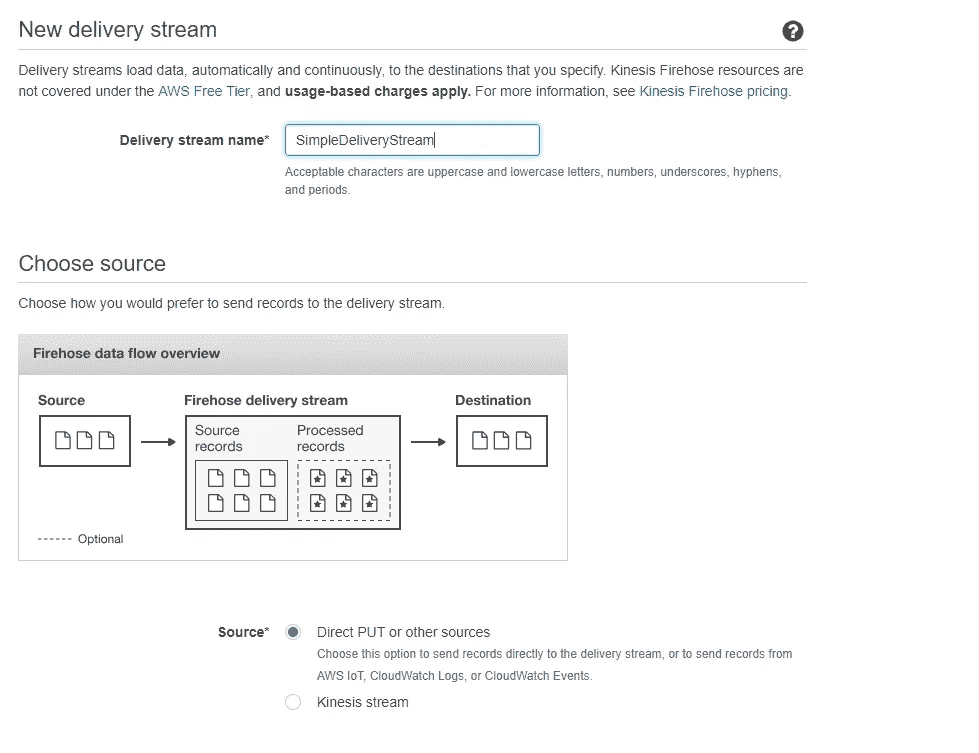 New delivery stream
Delivery streams load data, automatically and continuously, to the destinations that you specify. Kinesis Firehose resources are
not covered under the AWS Free Tier, and usage-based charges apply. For more information, see Kinesis Firehose pricing.
Delivery stream name* SimpleDeliveryStream
Acceptable characters are uppercase and lowercase letters, numbers, underscores, hyphens,
and periods.
Choose source
Choose how you would prefer to send records to the delivery stream.
Firehose data flow overview
Source Firehose delivery stream Destination
Source Processed
records records
Optional
Source* Direct PUT or other sources
Choose this option to send records directly to the delivery stream, or to send records from
AWS IoT, CloudWatch Logs, or CloudWatch Events.
Kinesis stream